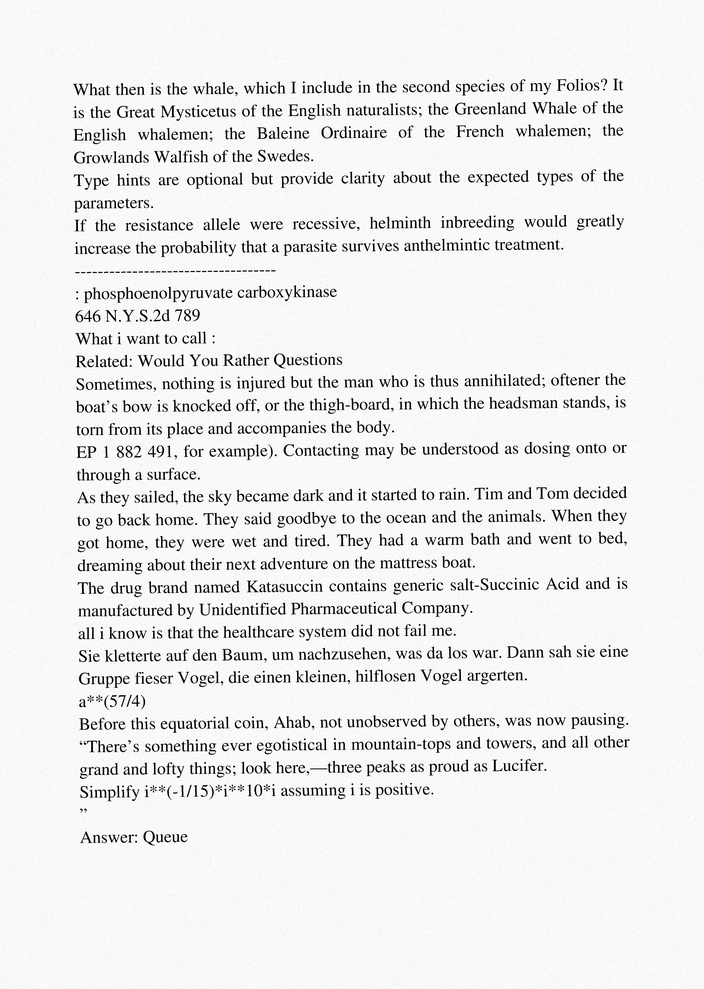 What then is the whale, which I include in the second species of my Folios? It
is the Great Mysticetus of the English naturalists; the Greenland Whale of the
English whalemen; the Baleine Ordinaire of the French whalemen; the
Growlands Walfish of the Swedes.
Type hints are optional but provide clarity about the expected types of the
parameters.
If the resistance allele were recessive, helminth inbreeding would greatly
increase the probability that a parasite survives anthelmintic treatment.
-----------------------------------
: phosphoenolpyruvate carboxykinase
646 N.Y.S.2d 789
What i want to call :
Related: Would You Rather Questions
Sometimes, nothing is injured but the man who is thus annihilated; oftener the
boat’s bow is knocked off, or the thigh-board, in which the headsman stands, is
torn from its place and accompanies the body.
EP 1 882 491, for example). Contacting may be understood as dosing onto or
through a surface.
As they sailed, the sky became dark and it started to rain. Tim and Tom decided
to go back home. They said goodbye to the ocean and the animals. When they
got home, they were wet and tired. They had a warm bath and went to bed,
dreaming about their next adventure on the mattress boat.
The drug brand named Katasuccin contains generic salt-Succinic Acid and is
manufactured by Unidentified Pharmaceutical Company.
all i know is that the healthcare system did not fail me.
Sie kletterte auf den Baum, um nachzusehen, was da los war. Dann sah sie eine
Gruppe fieser Vogel, die einen kleinen, hilflosen Vogel argerten.
a**(57/4)
Before this equatorial coin, Ahab, not unobserved by others, was now pausing.
“There’s something ever egotistical in mountain-tops and towers, and all other
grand and lofty things; look here,—three peaks as proud as Lucifer.
Simplify i**(-1/15)*i**10*i assuming i is positive.
”
Answer: Queue